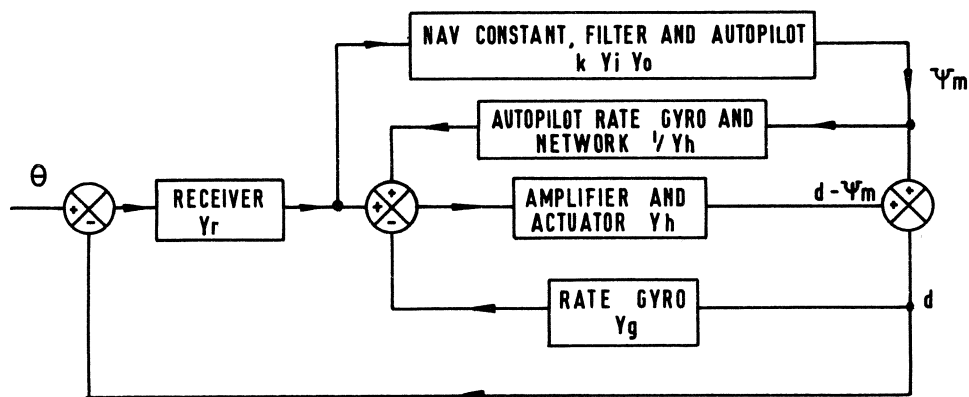 NAV CONSTANT, FILTER AND AUTOPILOT
k Yi Yo
Ψm
AUTOPILOT RATE GYRO AND
NETWORK 1/Yh
θ
+
-
RECEIVER
Yr
+
+
-
AMPLIFIER AND
ACTUATOR Yh
d-Ψm
+
+
RATE GYRO
Yg
d